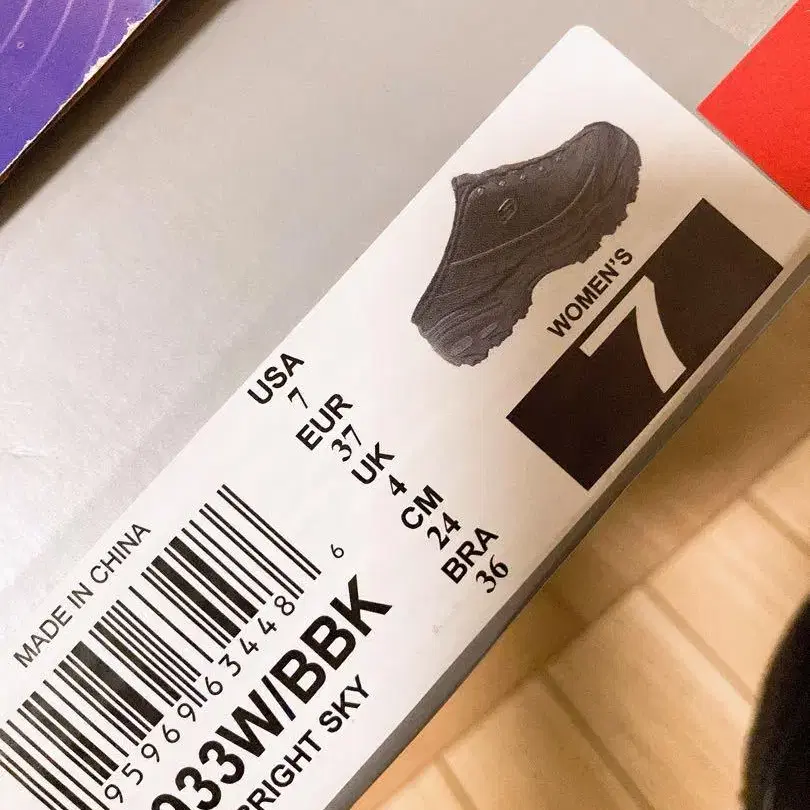 WOMEN'S
7
USA
7
EUR
37
UK
4
CM
24
BRA
36
MADE IN CHINA
95969 63448 6
933W/BBK
BRIGHT SKY